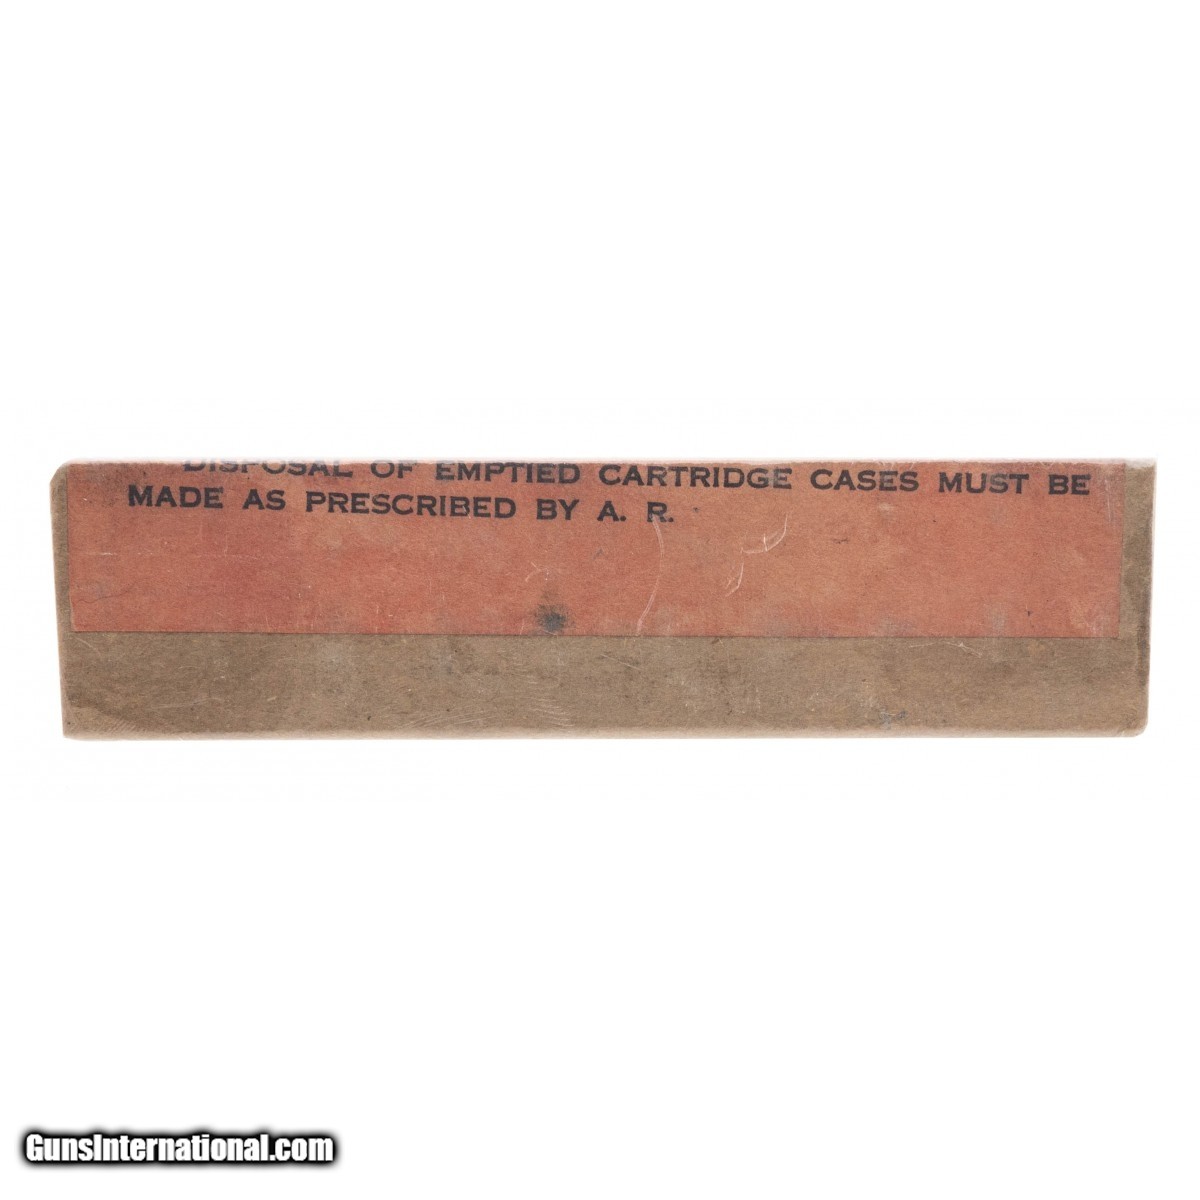 DISPOSAL OF EMPTIED CARTRIDGE CASES MUST BE
MADE AS PRESCRIBED BY A. R.
GunsInternational.com